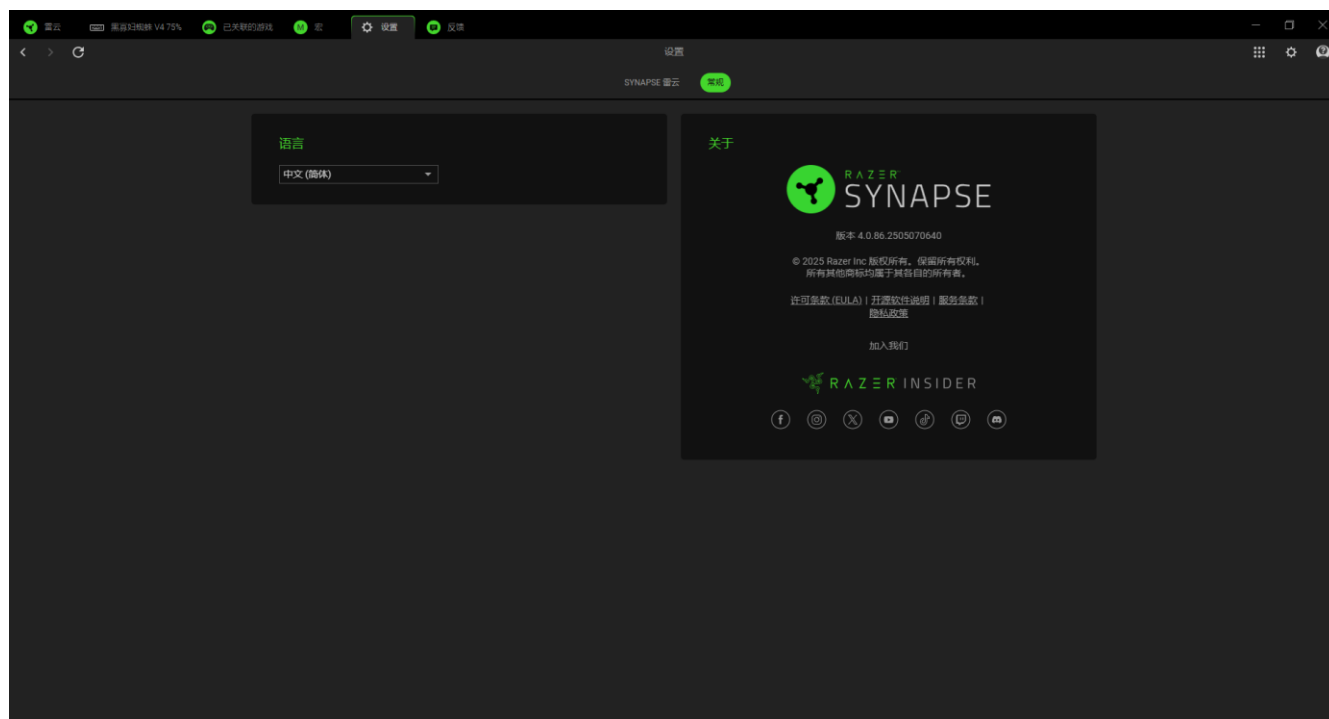 雷云 黑寡妇蜘蛛 V4 75% 已关联的游戏 M 宏 设置 反馈
设置
SYNAPSE 雷云 常规
语言
中文 (简体)
关于
RAZER
SYNAPSE
版本 4.0.86.2505070640
© 2025 Razer Inc 版权所有。保留所有权利。
所有其他商标均属于其各自的所有者。
许可条款 (EULA) | 开源软件说明 | 服务条款 |
隐私政策
加入我们
RAZER INSIDER